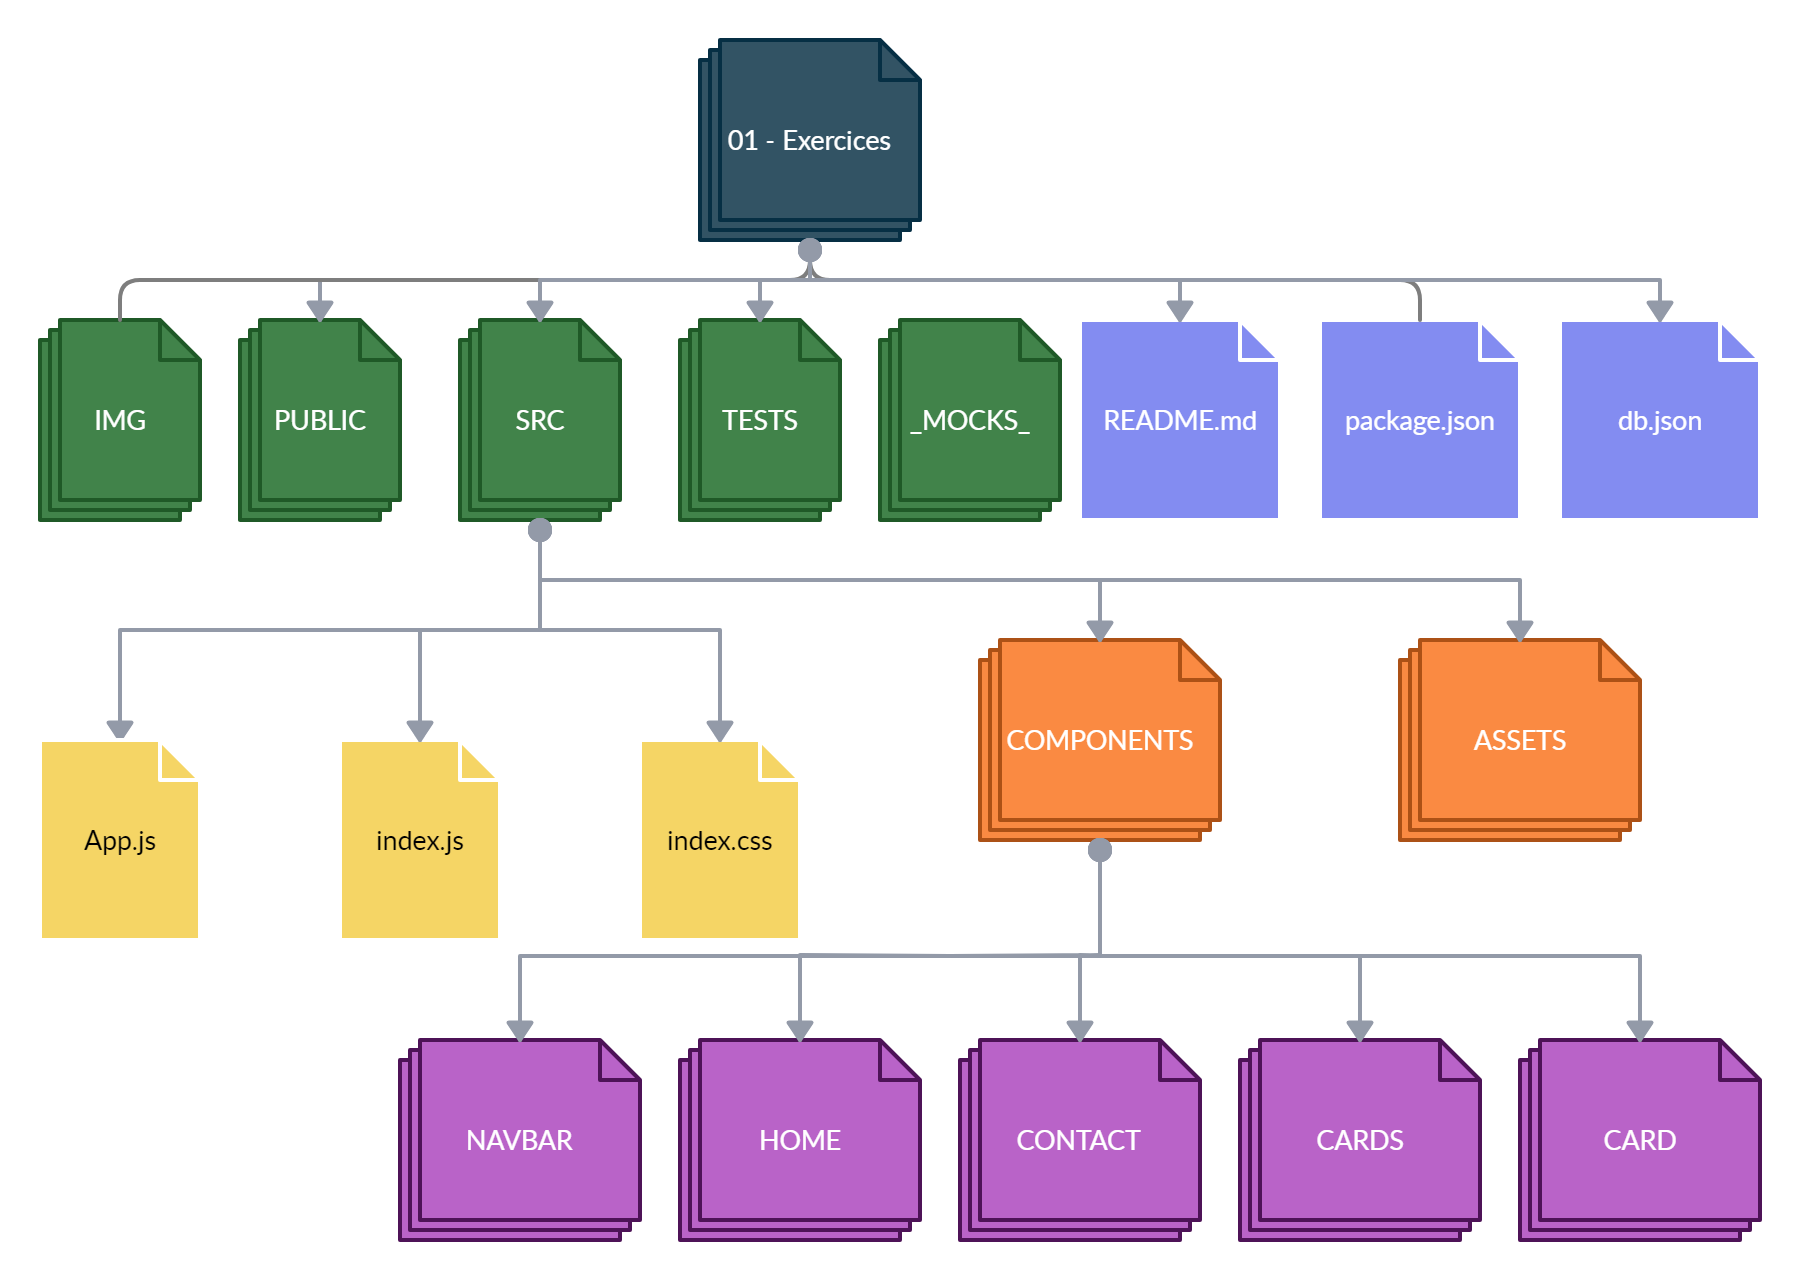 01 - Exercices
IMG
PUBLIC
SRC
TESTS
_MOCKS_
README.md
package.json
db.json
COMPONENTS
ASSETS
App.js
index.js
index.css
NAVBAR
HOME
CONTACT
CARDS
CARD